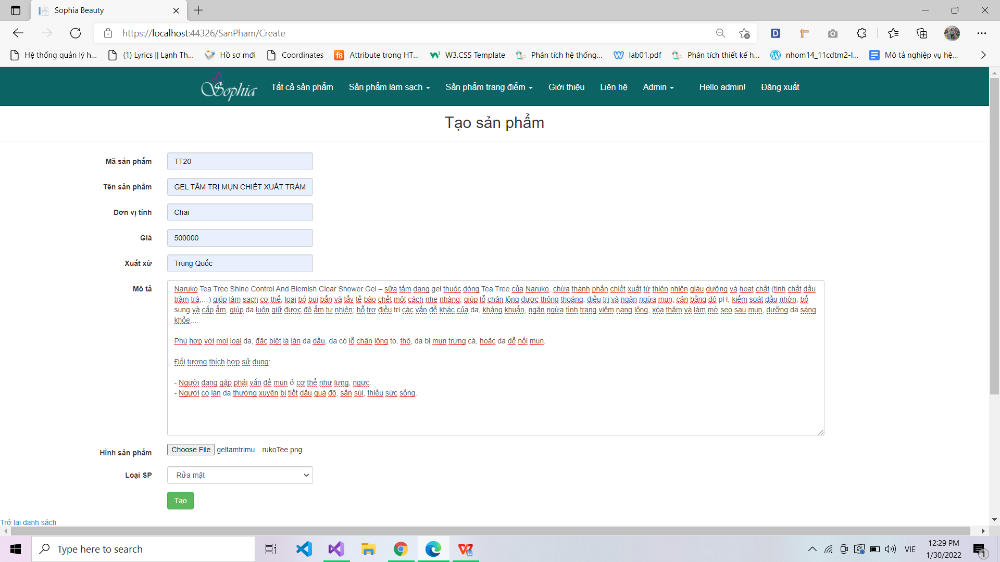 Sophia Beauty
https://localhost:44326/SanPham/Create
Hệ thống quản lý h...
(1) Lyrics || Lạnh Th...
Hồ sơ mới
Coordinates
f8
Attribute trong HT...
W3.CSS Template
Phân tích hệ thống...
lab01.pdf
Phân tích thiết kế h...
nhom14_11cdtm2-l...
Mô tả nghiệp vụ hệ...
Sophia
Tất cả sản phẩm
Sản phẩm làm sạch
Sản phẩm trang điểm
Giới thiệu
Liên hệ
Admin
Hello admin!
Đăng xuất
Tạo sản phẩm
Mã sản phẩm
TT20
Tên sản phẩm
GEL TẮM TRỊ MỤN CHIẾT XUẤT TRÀM
Đơn vị tính
Chai
Giá
500000
Xuất xứ
Trung Quốc
Mô tả
Naruko Tea Tree Shine Control And Blemish Clear Shower Gel – sữa tắm dạng gel thuộc dòng Tea Tree của Naruko, chứa thành phần chiết xuất từ thiên nhiên giàu dưỡng và hoạt chất (tinh chất dầu
tràm trà,…) giúp làm sạch cơ thể, loại bỏ bụi bẩn và tẩy tế bào chết một cách nhẹ nhàng, giúp lỗ chân lông được thông thoáng, điều trị và ngăn ngừa mụn, cân bằng độ pH, kiểm soát dầu nhờn, bổ
sung và cấp ẩm, giúp da luôn giữ được độ ẩm tự nhiên; hỗ trợ điều trị các vấn đề khác của da, kháng khuẩn, ngăn ngừa tình trạng viêm nang lông, xóa thâm và làm mờ sẹo sau mụn, dưỡng da sáng
khỏe,…
Phù hợp với mọi loại da, đặc biệt là làn da dầu, da có lỗ chân lông to, thô, da bị mụn trứng cá, hoặc da dễ nổi mụn.
Đối tượng thích hợp sử dụng:
- Người đang gặp phải vấn đề mụn ở cơ thể như lưng, ngực.
- Người có làn da thường xuyên bị tiết dầu quá độ, sần sùi, thiếu sức sống.
Hình sản phẩm
Choose File geltamtrimu…rukoTee.png
Loại SP
Rửa mặt
Tạo
Trở lại danh sách
Type here to search
VIE
12:29 PM
1/30/2022
1